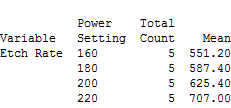 Power Total
Variable Setting Count Mean
Etch Rate 160 5 551.20
180 5 587.40
200 5 625.40
220 5 707.00